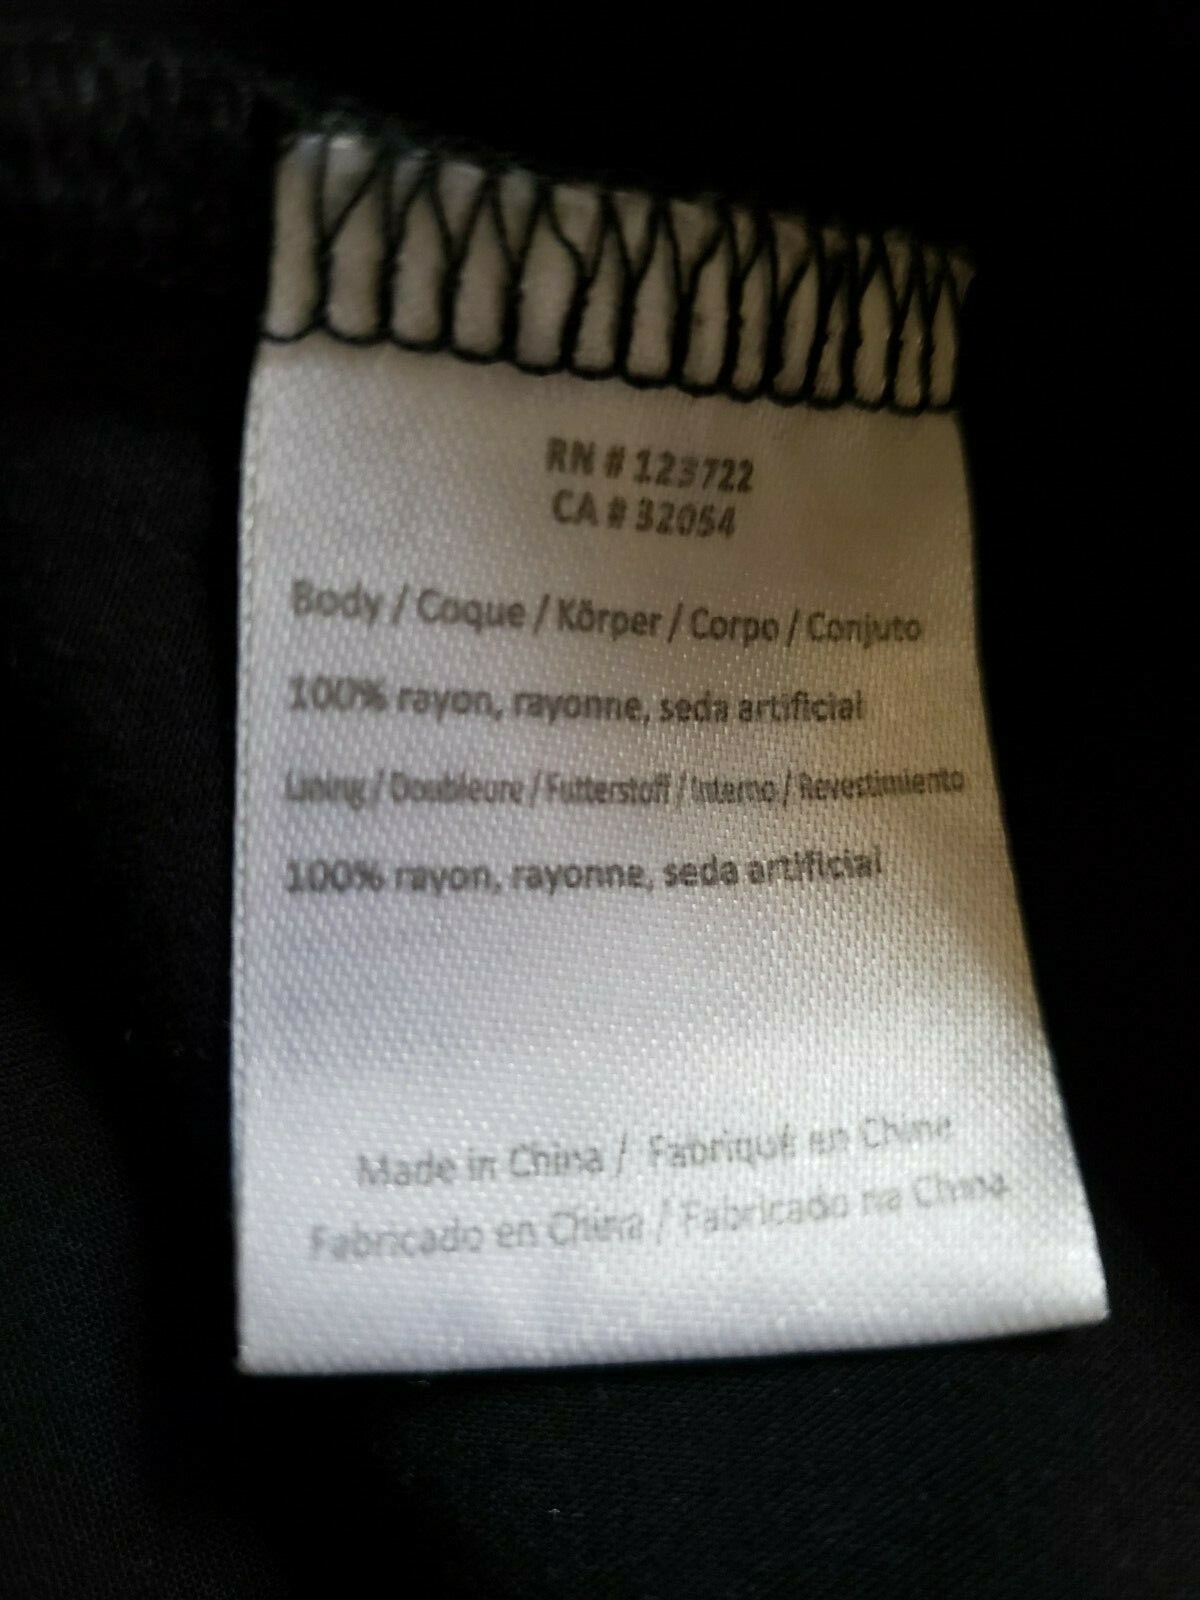 RN # 123722
CA # 32054
Body / Coque / Körper / Corpo / Conjuto
100% rayon, rayonne, seda artificial
Lining / Doubleure / Futterstoff / Interno / Revestimiento
100% rayon, rayonne, seda artificial
Made in China / Fabriqué en Chine
Fabricado en China / Fabricado na China